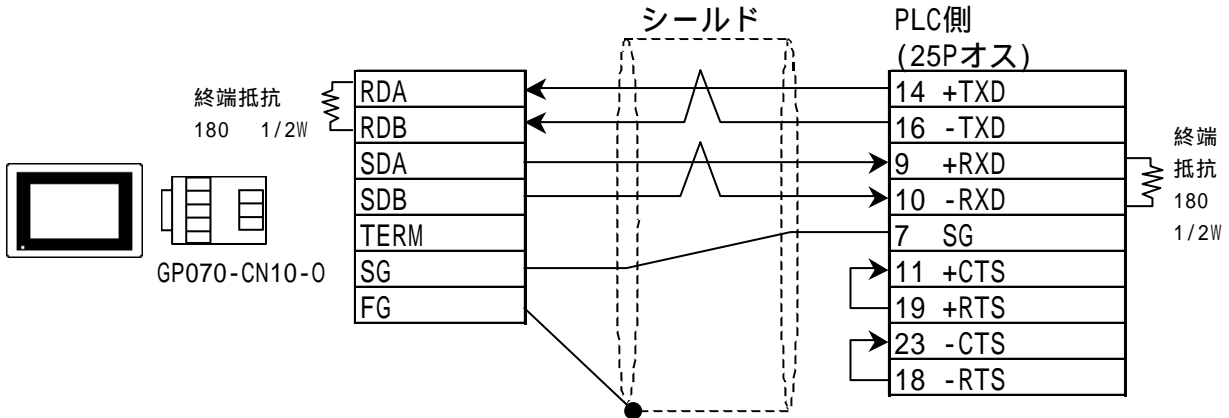 シールド
PLC側
(25Pオス)
終端抵抗
180 1/2W
RDA
RDB
SDA
SDB
TERM
SG
FG
GP070-CN10-O
14 +TXD
16 -TXD
9 +RXD
10 -RXD
7 SG
11 +CTS
19 +RTS
23 -CTS
18 -RTS
終端
抵抗
180
1/2W